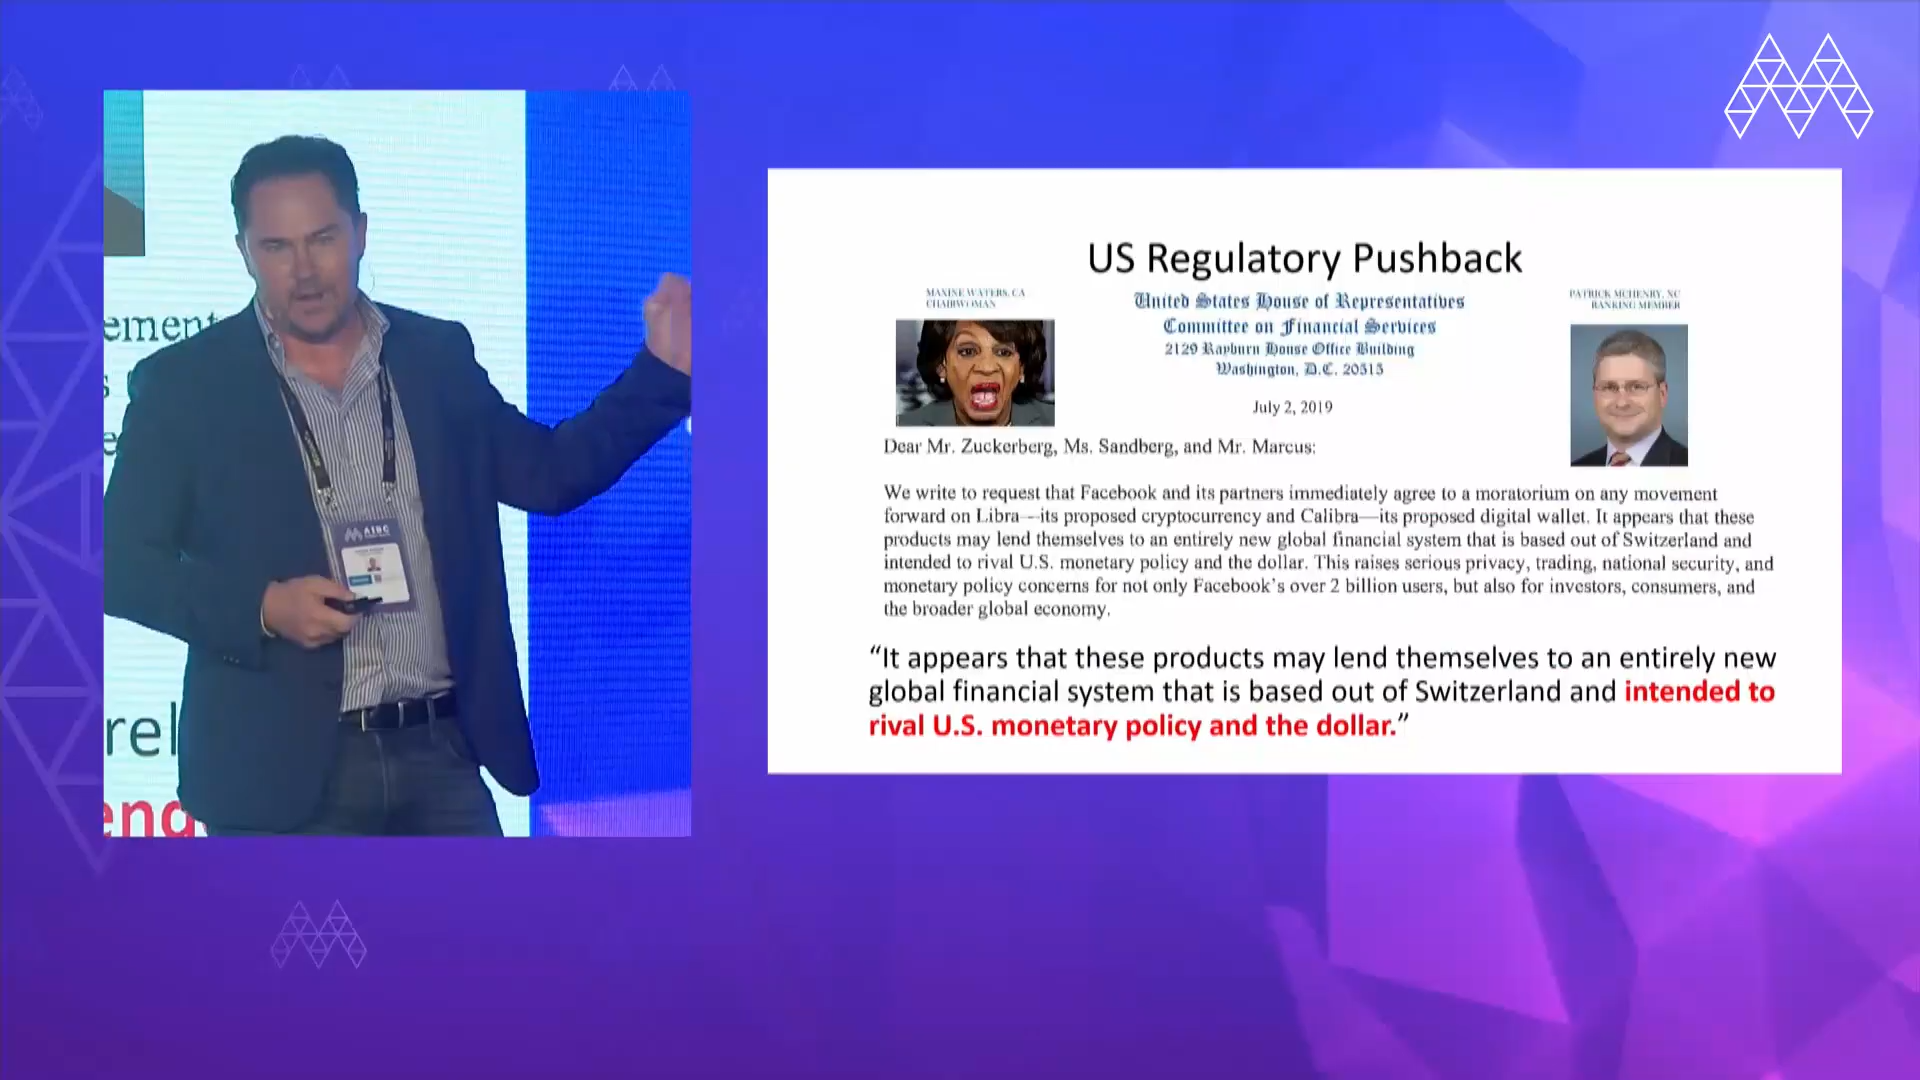 US Regulatory Pushback
MAXINE WATERS, CA
CHAIRWOMAN
United States House of Representatives
Committee on Financial Services
2129 Rayburn House Office Building
Washington, D.C. 20515
PATRICK MCHENRY, NC
RANKING MEMBER
July 2, 2019
Dear Mr. Zuckerberg, Ms. Sandberg, and Mr. Marcus:
We write to request that Facebook and its partners immediately agree to a moratorium on any movement
forward on Libra—its proposed cryptocurrency and Calibra—its proposed digital wallet. It appears that these
products may lend themselves to an entirely new global financial system that is based out of Switzerland and
intended to rival U.S. monetary policy and the dollar. This raises serious privacy, trading, national security, and
monetary policy concerns for not only Facebook's over 2 billion users, but also for investors, consumers, and
the broader global economy.
“It appears that these products may lend themselves to an entirely new
global financial system that is based out of Switzerland and intended to
rival U.S. monetary policy and the dollar.”
ement
rel
end
AIBC